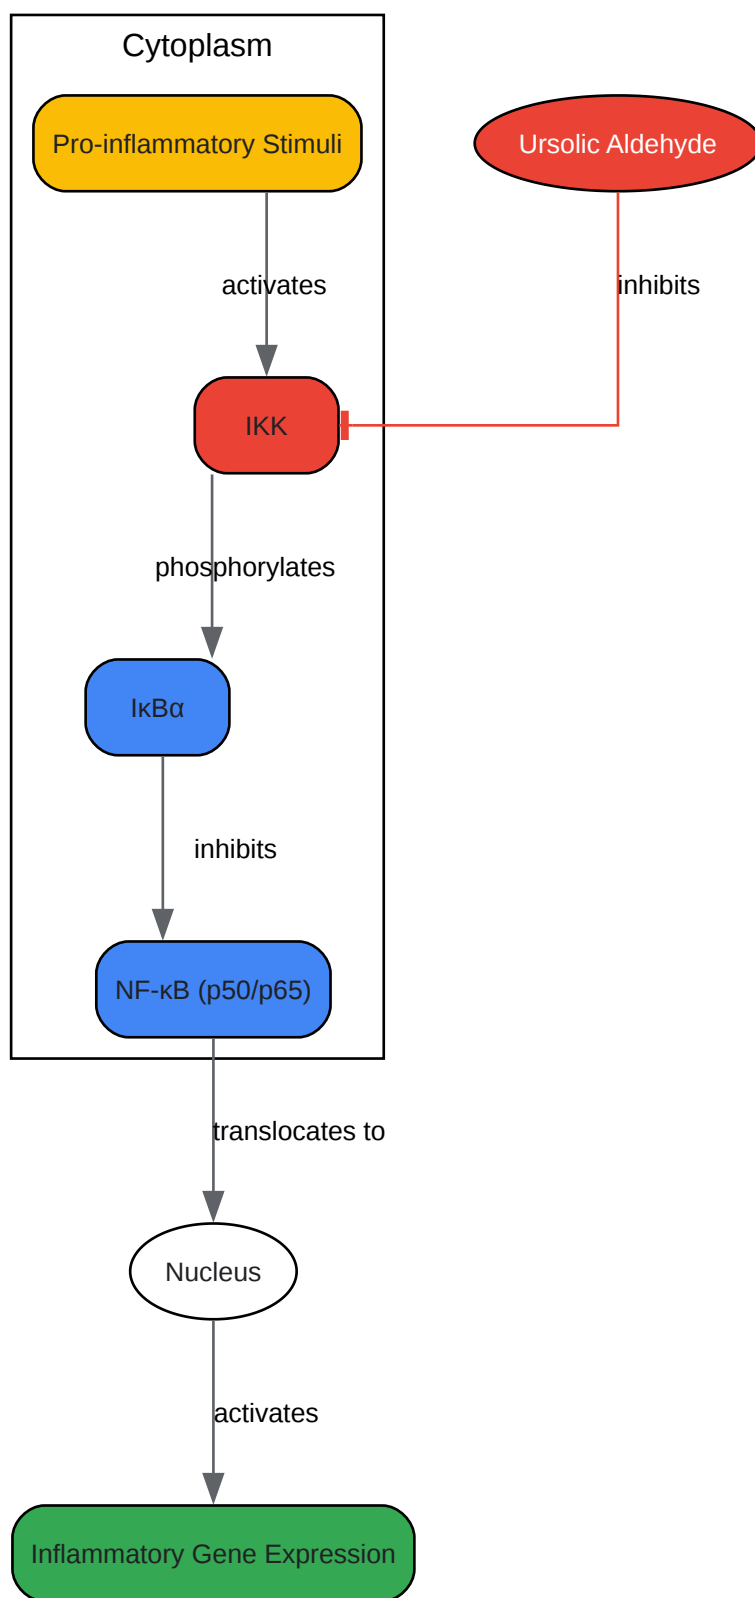 Cytoplasm
Pro-inflammatory Stimuli
Ursolic Aldehyde
activates
inhibits
IKK
phosphorylates
IκBα
inhibits
NF-κB (p50/p65)
translocates to
Nucleus
activates
Inflammatory Gene Expression